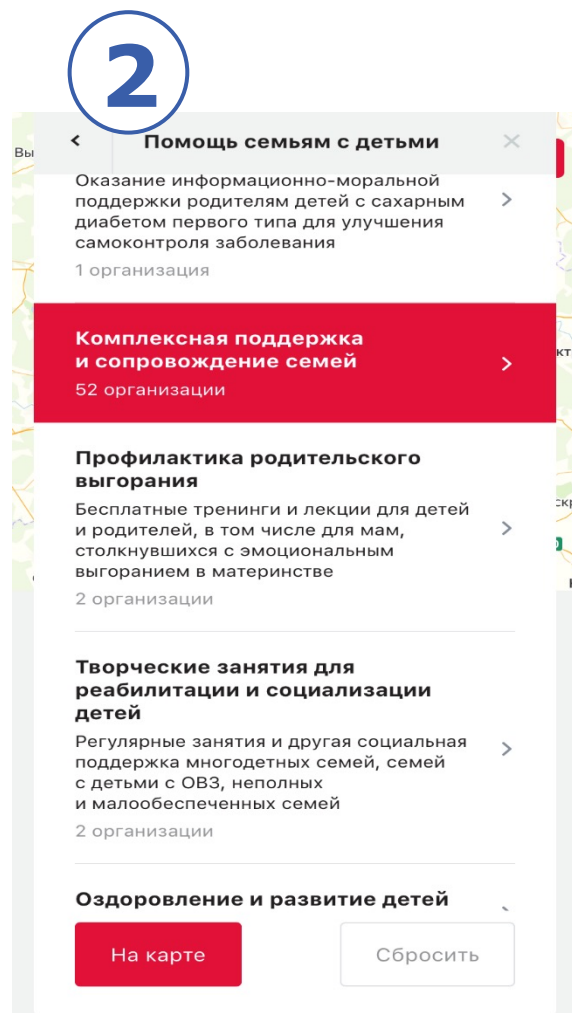 2
Вы
Помощь семьям с детьми
Оказание информационно-моральной
поддержки родителям детей с сахарным
диабетом первого типа для улучшения
самоконтроля заболевания
1 организация
Комплексная поддержка
и сопровождение семей
52 организации
кт
Профилактика родительского
выгорания
Бесплатные тренинги и лекции для детей
и родителей, в том числе для мам,
столкнувшихся с эмоциональным
выгоранием в материнстве
2 организации
Творческие занятия для
реабилитации и социализации
детей
Регулярные занятия и другая социальная
поддержка многодетных семей, семей
с детьми с ОВЗ, неполных
и малообеспеченных семей
2 организации
Оздоровление и развитие детей
На карте
Сбросить